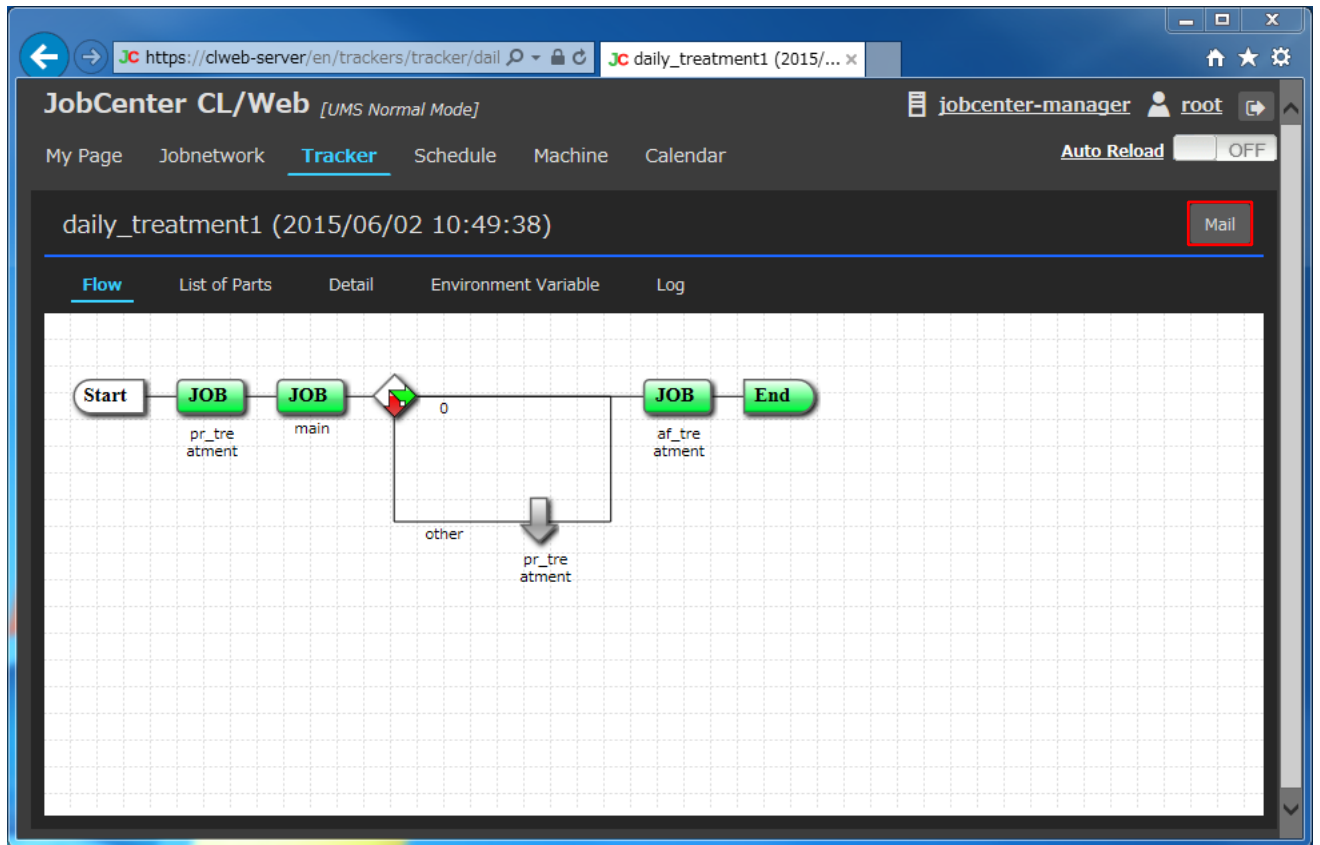 JC https://clweb-server/en/trackers/tracker/dail
JC daily_treatment1 (2015/... ×
JobCenter CL/Web [UMS Normal Mode]
jobcenter-manager root
My Page Jobnetwork Tracker Schedule Machine Calendar
Auto Reload OFF
daily_treatment1 (2015/06/02 10:49:38)
Mail
Flow List of Parts Detail Environment Variable Log
Start JOB JOB JOB End
0
pr_tre
atment
main
af_tre
atment
other
pr_tre
atment